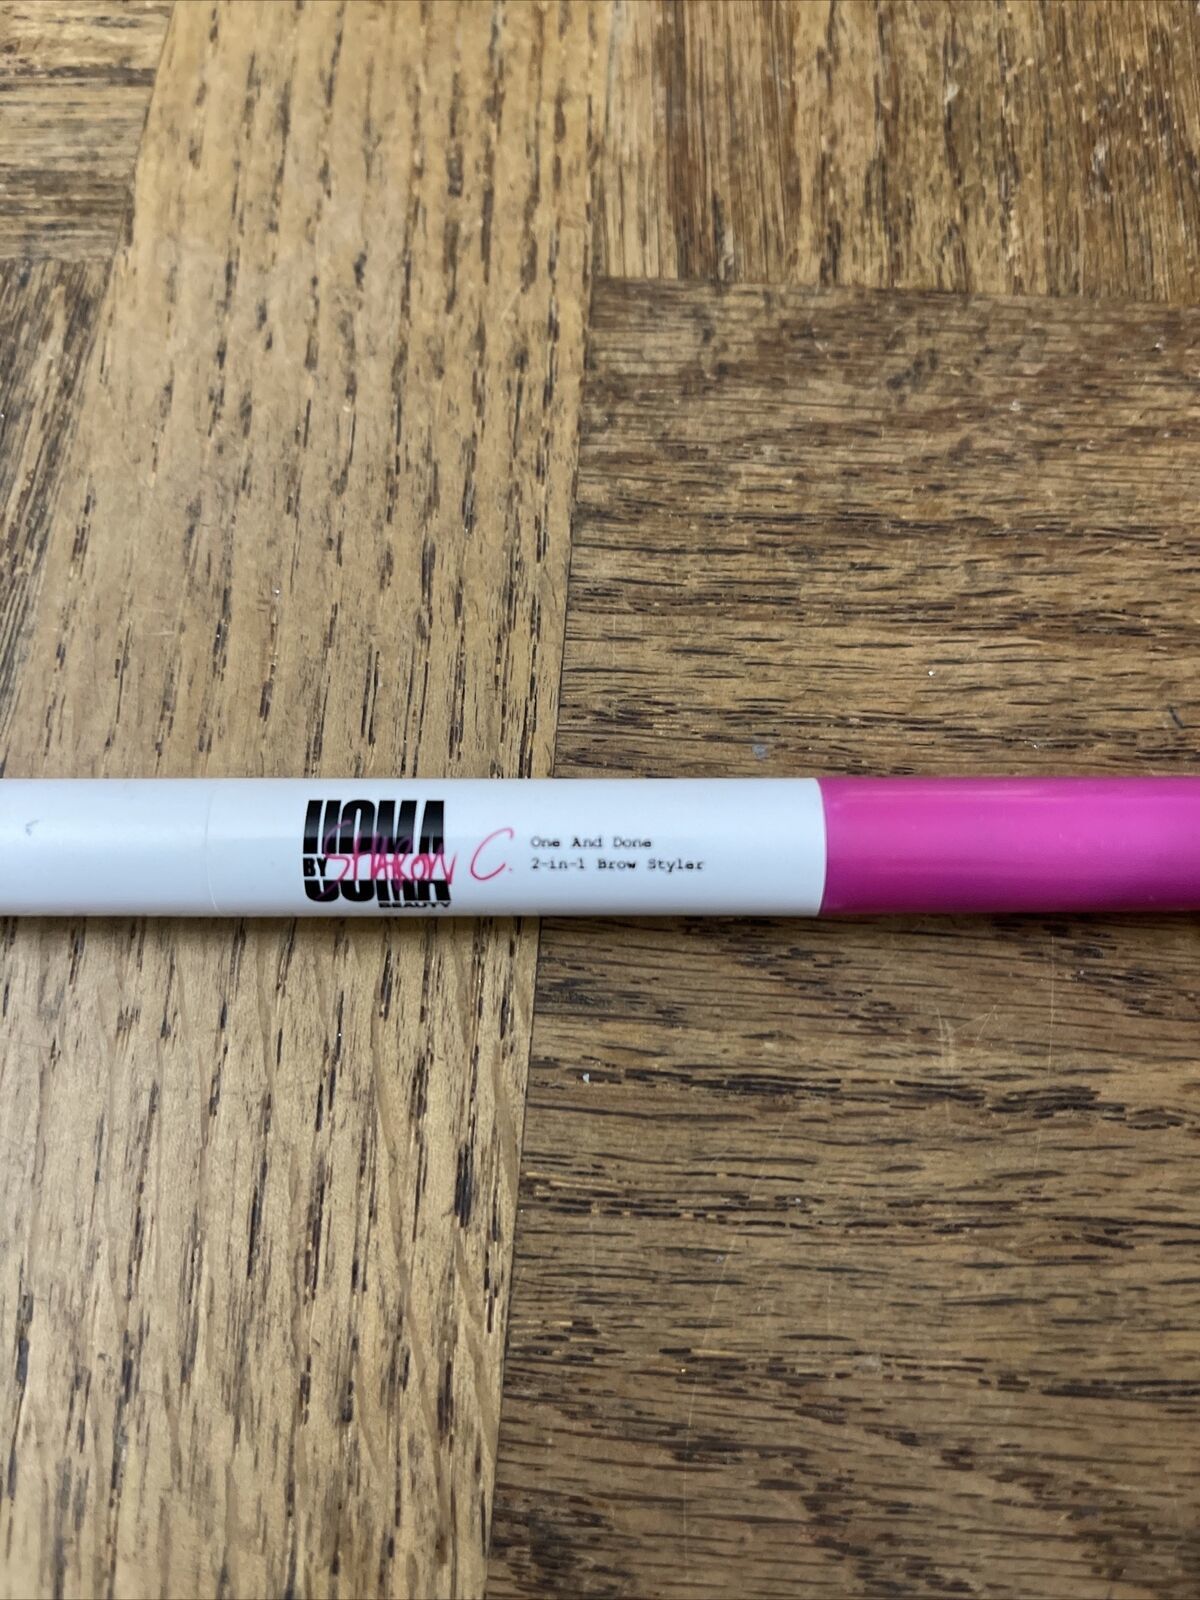 UOMA
BY SHARON C.
BEAUTY
One And Done
2-in-1 Brow Styler